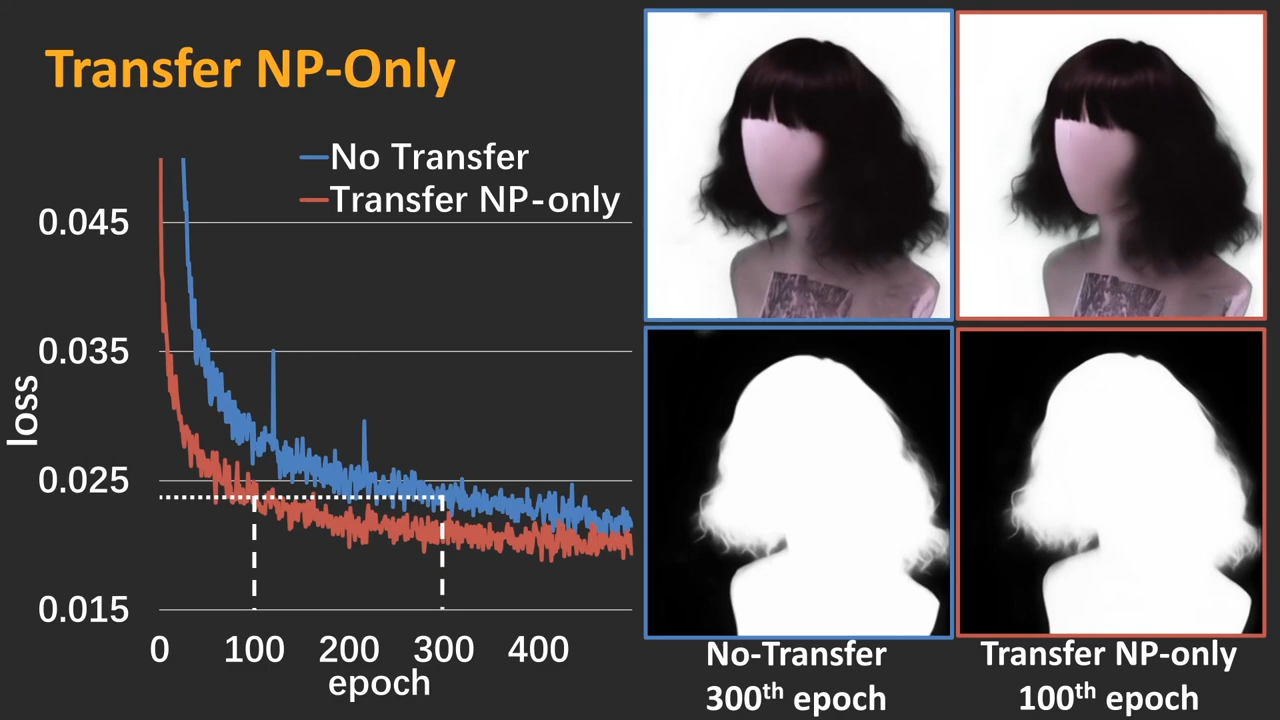 Transfer NP-Only
No Transfer
Transfer NP-only
0.045
0.035
0.025
0.015
loss
0 100 200 300 400
epoch
No-Transfer
300th epoch
Transfer NP-only
100th epoch